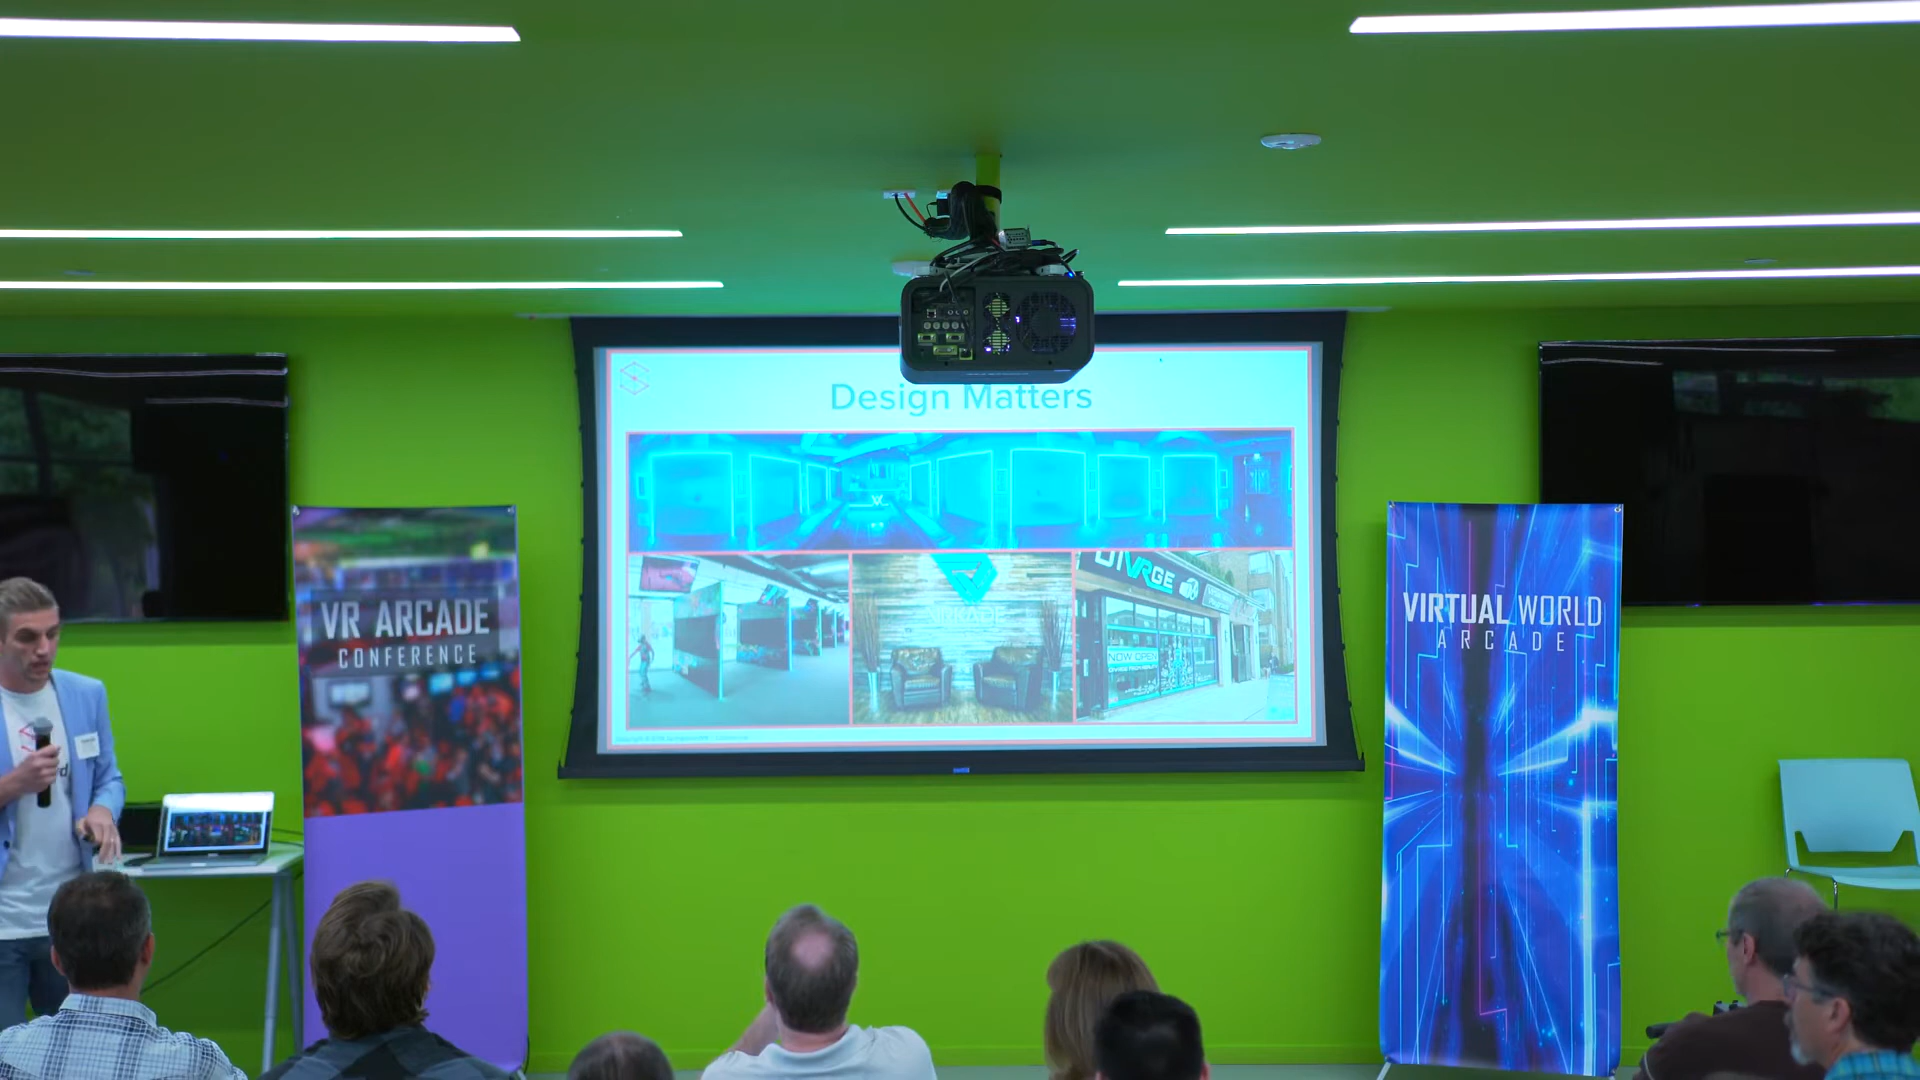 Design Matters
DIVRGE
NOW OPEN
VR ARCADE
CONFERENCE
VIRTUAL WORLD
ARCADE